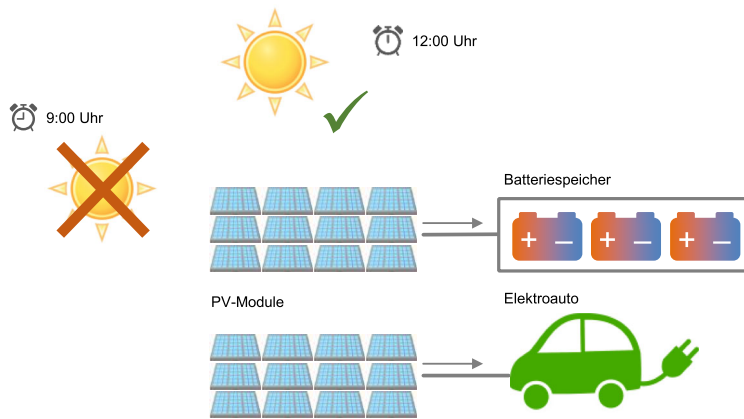 12:00 Uhr
9:00 Uhr
Batteriespeicher
+ – + – + –
PV-Module
Elektroauto